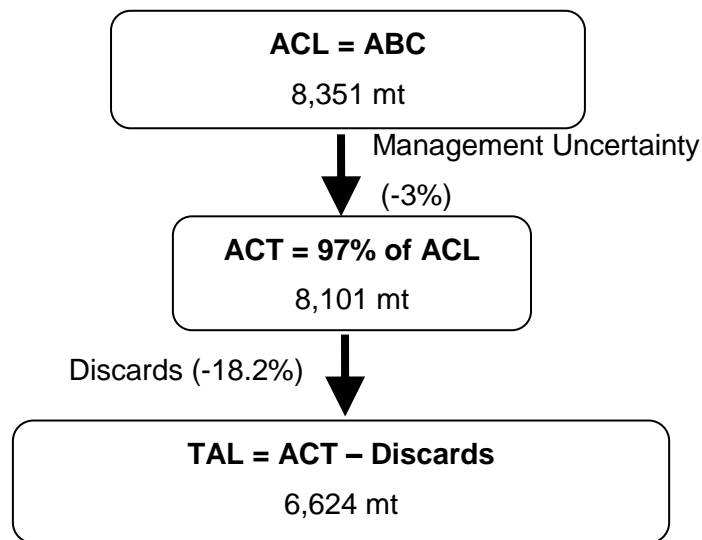 ACL = ABC
8,351 mt
Management Uncertainty
(-3%)
ACT = 97% of ACL
8,101 mt
Discards (-18.2%)
TAL = ACT – Discards
6,624 mt